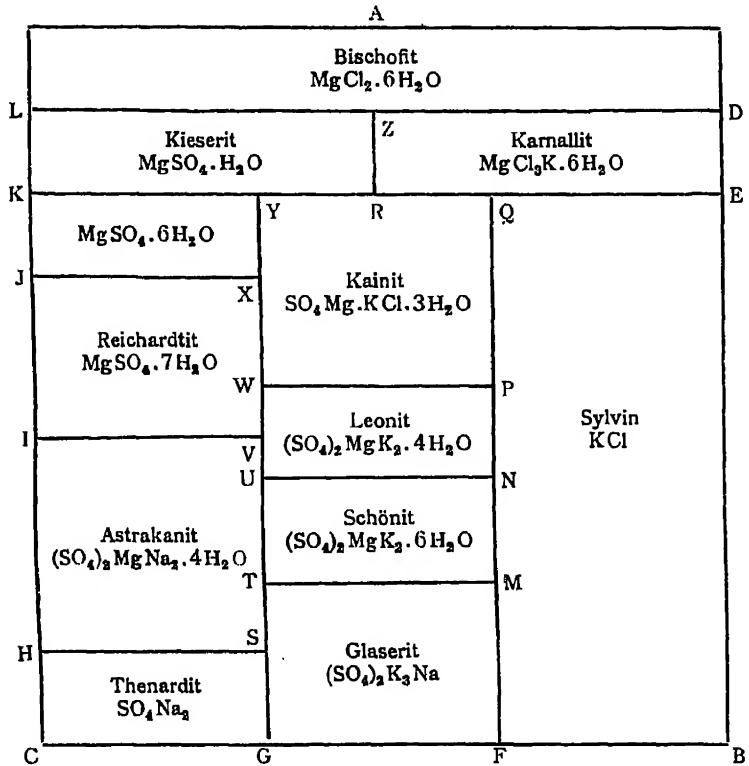 A
Bischofit
MgCl₂.6H₂O
L
D
Z
Kieserit
MgSO₄.H₂O
Karnallit
MgCl₃K.6H₂O
K
E
Y
R
Q
MgSO₄.6H₂O
J
X
Kainit
SO₄Mg.KCl.3H₂O
Reichardtit
MgSO₄.7H₂O
W
P
Leonit
(SO₄)₂MgK₂.4H₂O
Sylvin
KCl
I
V
U
N
Astrakanit
(SO₄)₂MgNa₂.4H₂O
Schönit
(SO₄)₂MgK₂.6H₂O
T
M
H
S
Glaserit
(SO₄)₂K₃Na
Thenardit
SO₄Na₂
C
G
F
B